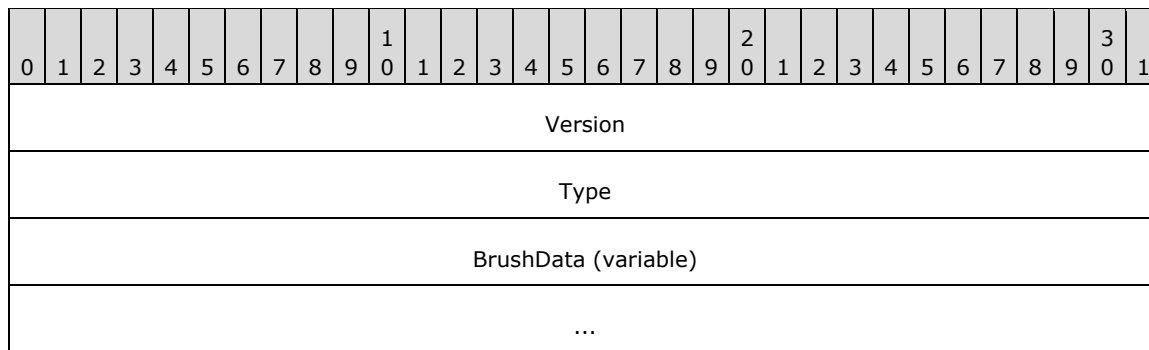 1 2 3
0 1 2 3 4 5 6 7 8 9 0 1 2 3 4 5 6 7 8 9 0 1 2 3 4 5 6 7 8 9 0 1
Version
Type
BrushData (variable)
...